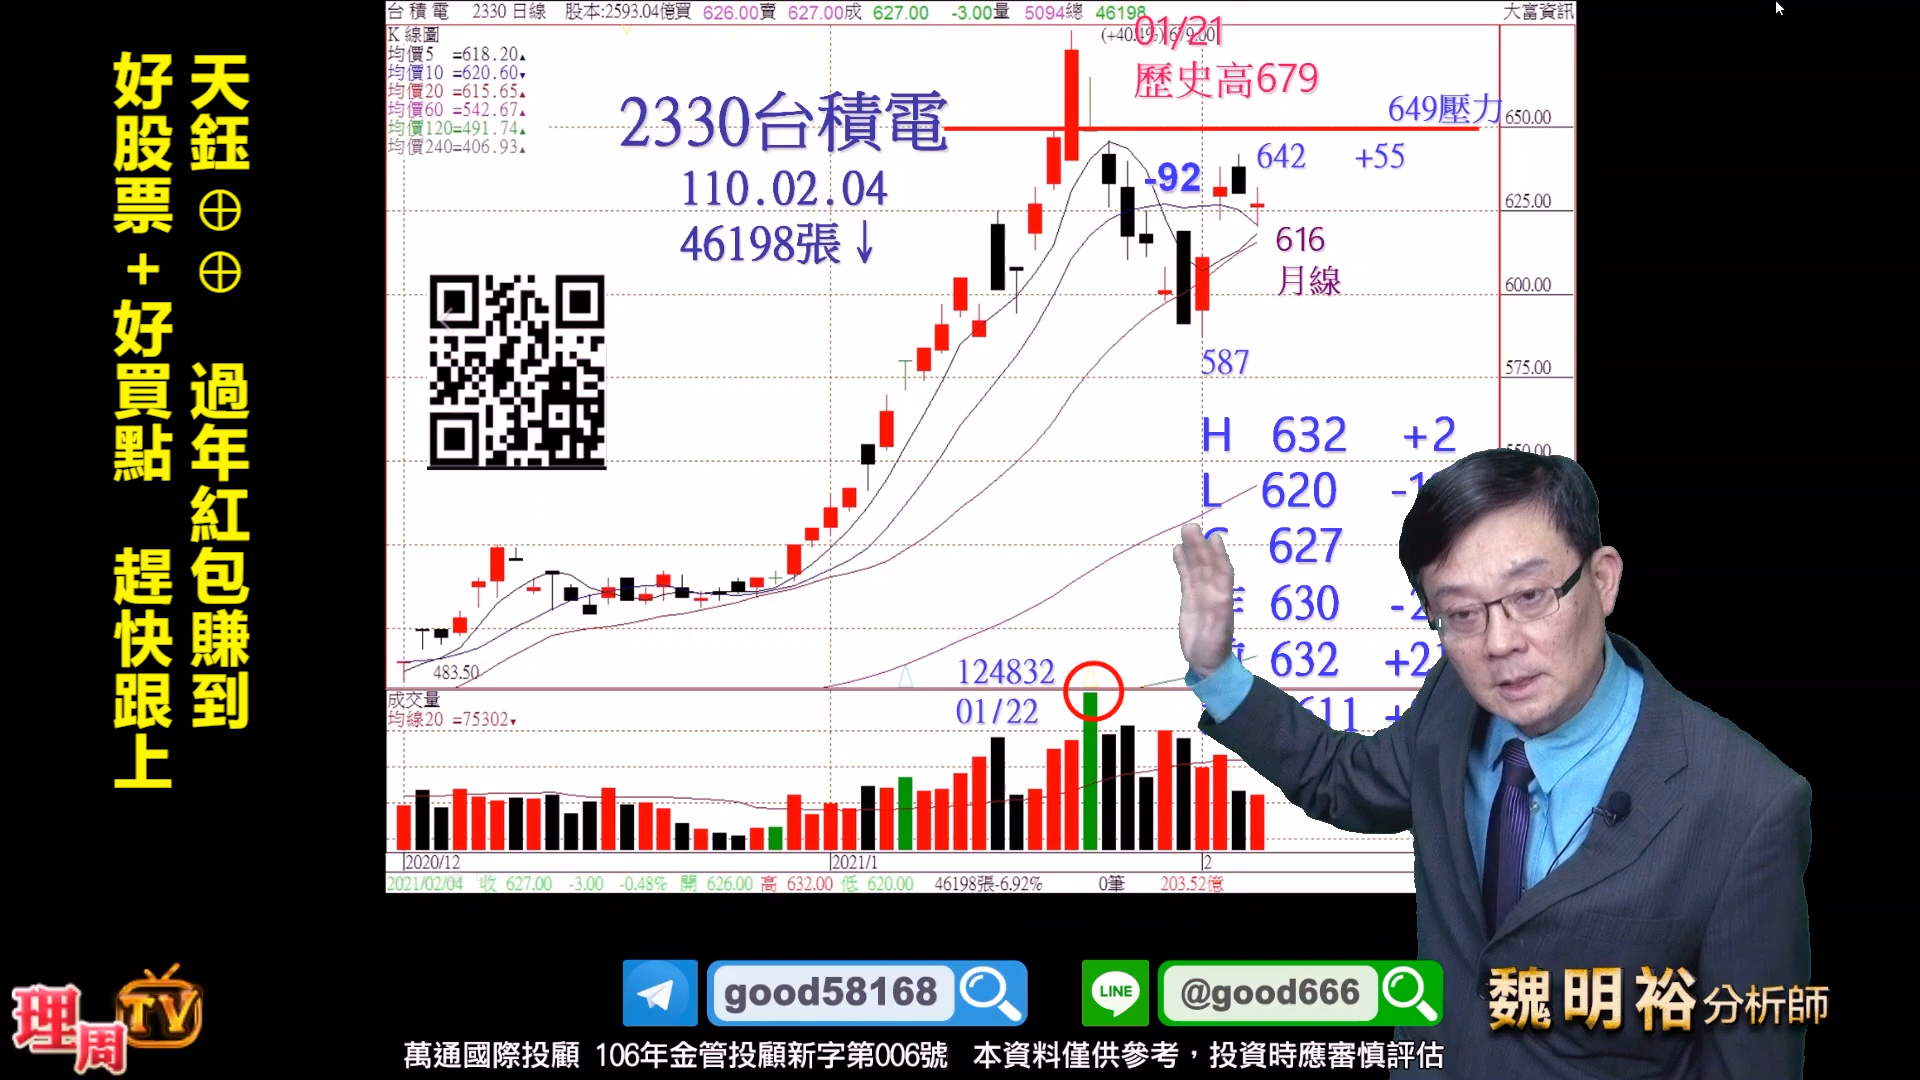 天鈺⊕⊕ 過年紅包賺到
好股票+好買點 趕快跟上
台積電 2330 日線 股本:2593.04億 買 626.00 賣 627.00 成 627.00 -3.00 量 5094 總 46198 大富資訊
K 線圖
均價5 =618.20▲
均價10 =620.60▼
均價20 =615.65▲
均價60 =542.67▲
均價120=491.74▲
均價240=406.93▲
2330台積電
110.02.04
46198張↓
01/21
歷史高679
649壓力
642 +55
-92
616
月線
587
650.00
625.00
600.00
575.00
H 632 +2
L 620
627
630
632
611
483.50
124832
01/22
成交量
均線20 =75302▼
2020/12 2021/1 2
2021/02/04 收 627.00 -3.00 -0.48% 開 626.00 高 632.00 低 620.00 46198張-6.92% 0筆 203.52億
理周TV
good58168
LINE @good666
魏明裕分析師
萬通國際投顧 106年金管投顧新字第006號 本資料僅供參考，投資時應審慎評估